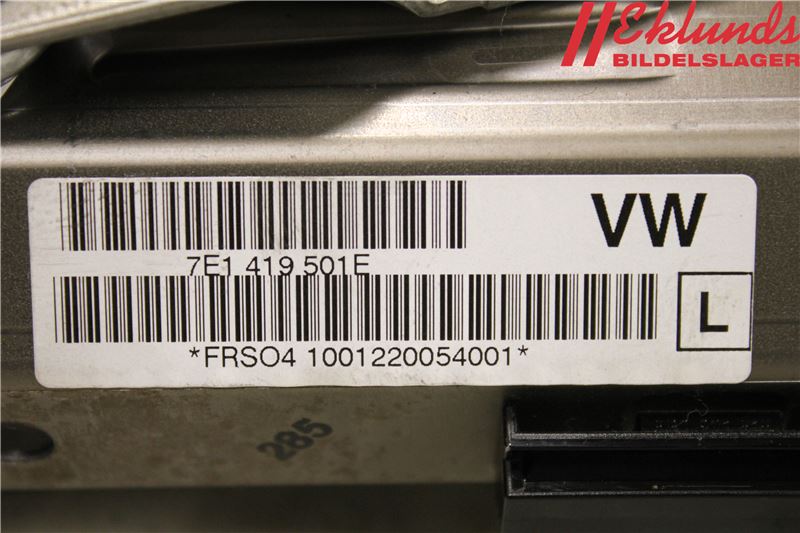 Eklunds
BILDELSLAGER
VW
7E1 419 501E
L
*FRSO4 1001220054001*
285